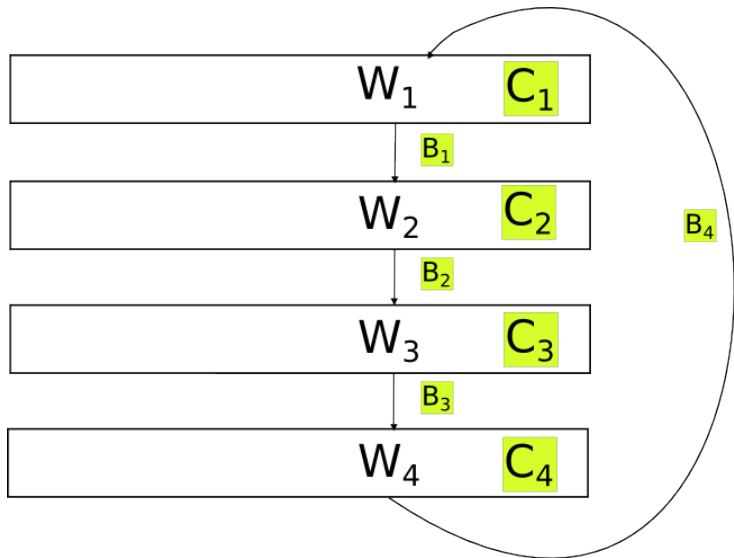 W₁ C₁
B₁
W₂ C₂
B₄
B₂
W₃ C₃
B₃
W₄ C₄